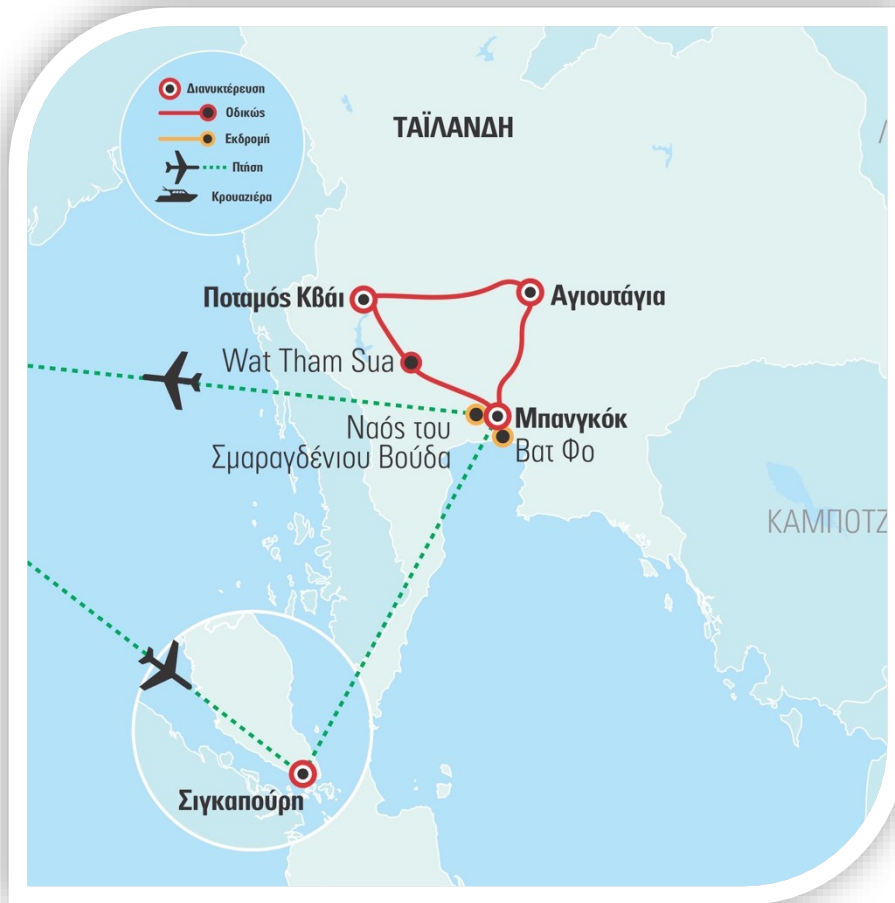 Διανυκτέρευση
Οδικώς
Εκδρομή
Πτήση
Κρουαζιέρα
ΤΑΪΛΑΝΔΗ
Ποταμός Κβάι
Αγιουτάγια
Wat Tham Sua
Μπανγκόκ
Ναός του
Σμαραγδένιου Βούδα
Βατ Φο
ΚΑΜΠΟΤΖ
Σιγκαπούρη